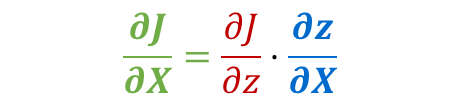 ∂J/∂X = ∂J/∂z · ∂z/∂X